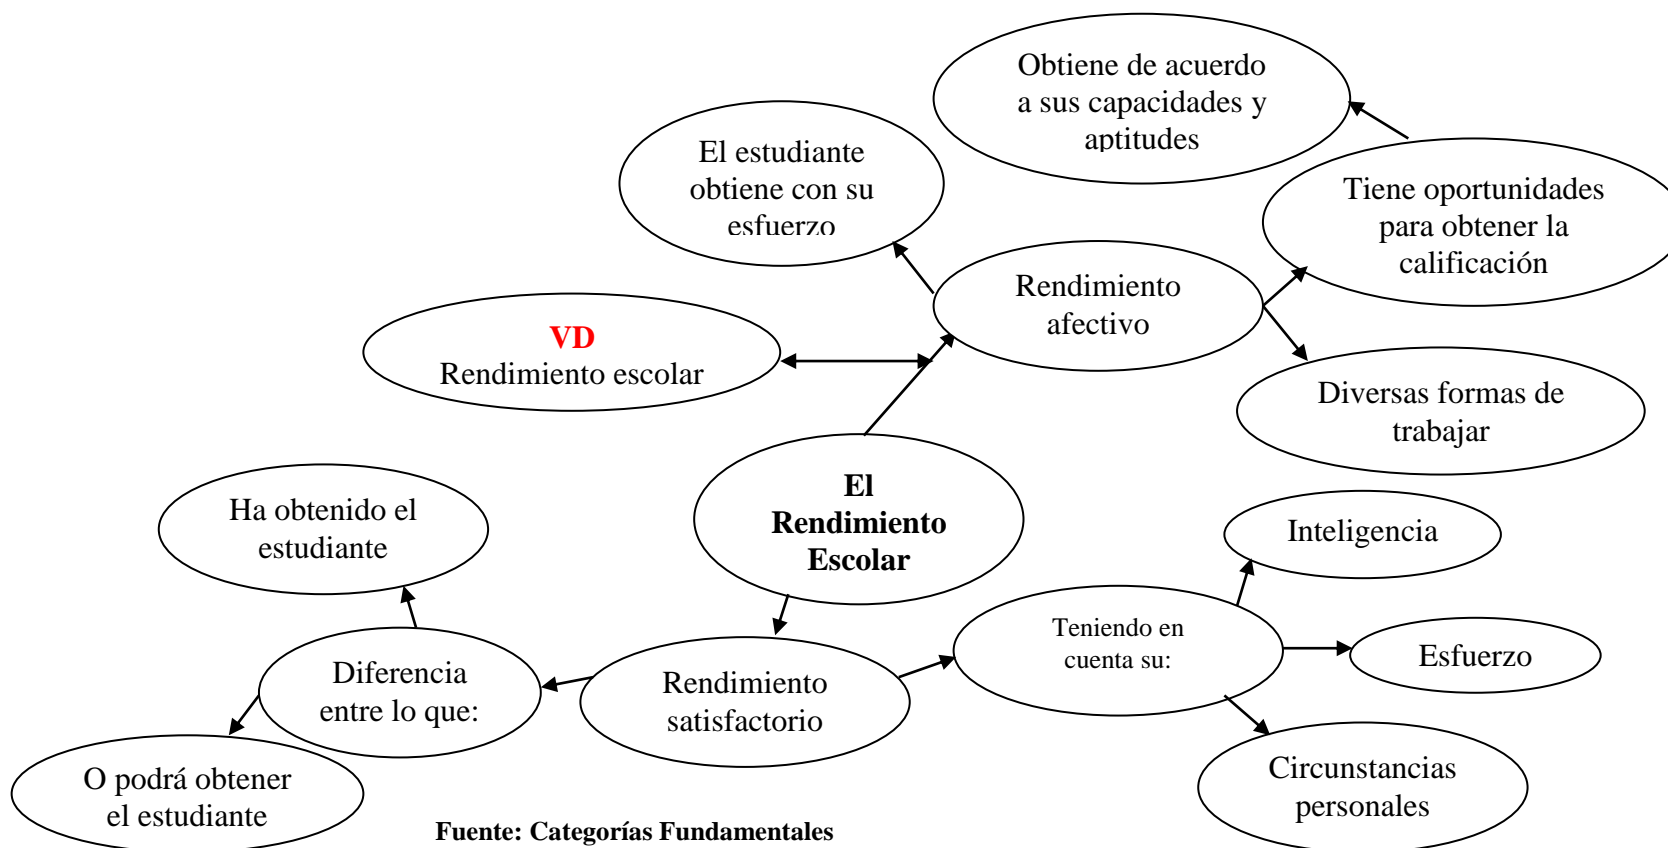 Obtiene de acuerdo
a sus capacidades y
aptitudes
El estudiante
obtiene con su
esfuerzo
Tiene oportunidades
para obtener la
calificación
Rendimiento
afectivo
VD
Rendimiento escolar
Diversas formas de
trabajar
El
Rendimiento
Escolar
Ha obtenido el
estudiante
Inteligencia
Teniendo en
cuenta su:
Esfuerzo
Diferencia
entre lo que:
Rendimiento
satisfactorio
O podrá obtener
el estudiante
Circunstancias
personales
Fuente: Categorías Fundamentales